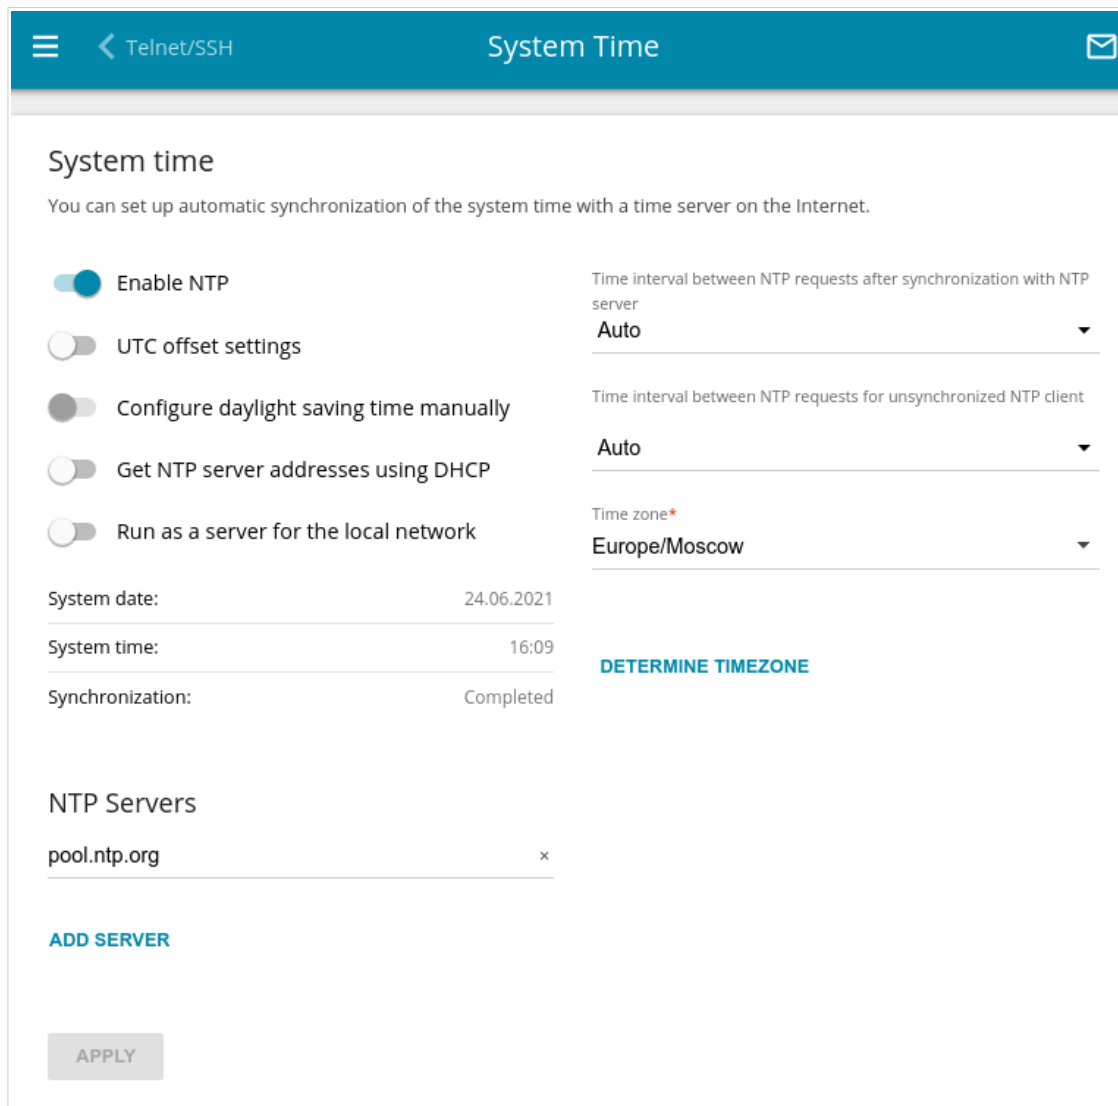 Telnet/SSH
System Time
System time
You can set up automatic synchronization of the system time with a time server on the Internet.
Enable NTP
UTC offset settings
Configure daylight saving time manually
Get NTP server addresses using DHCP
Run as a server for the local network
System date: 24.06.2021
System time: 16:09
Synchronization: Completed
Time interval between NTP requests after synchronization with NTP
server
Auto
Time interval between NTP requests for unsynchronized NTP client
Auto
Time zone*
Europe/Moscow
DETERMINE TIMEZONE
NTP Servers
pool.ntp.org ×
ADD SERVER
APPLY